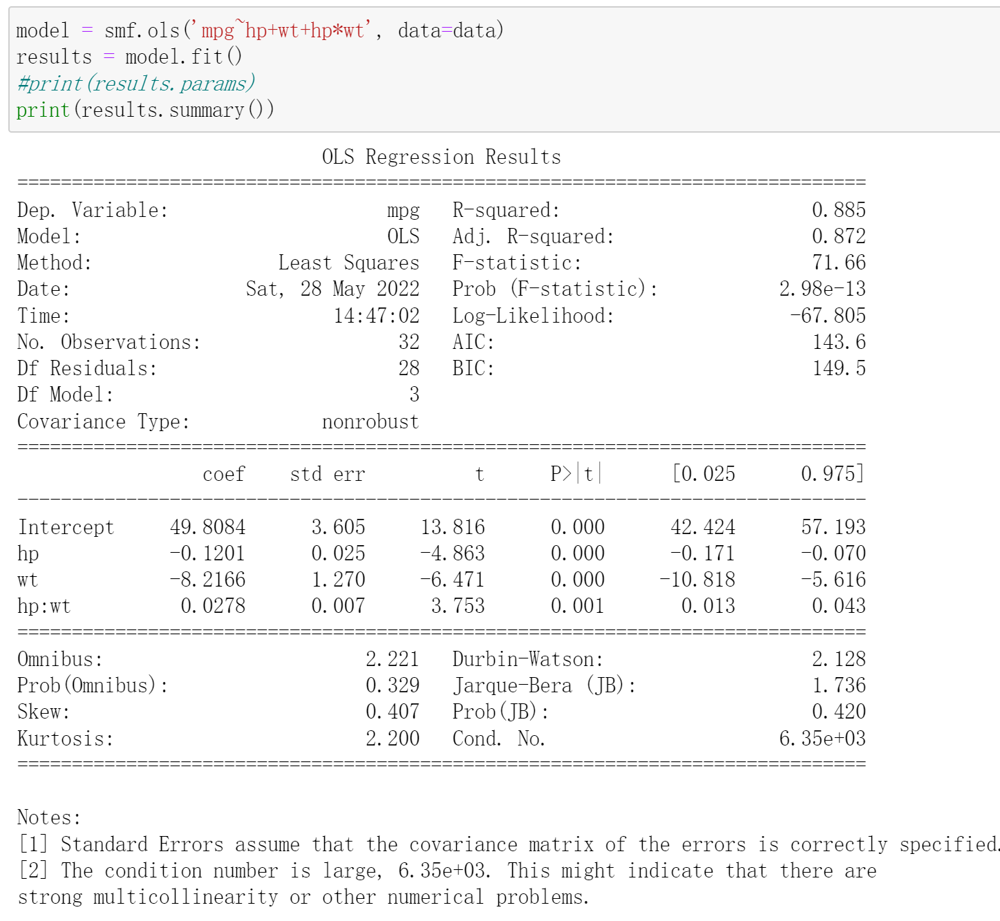 model = smf.ols('mpg~hp+wt+hp*wt', data=data)
results = model.fit()
#print(results.params)
print(results.summary())
OLS Regression Results
==============================================================================
Dep. Variable:                    mpg   R-squared:                       0.885
Model:                            OLS   Adj. R-squared:                  0.872
Method:                 Least Squares   F-statistic:                     71.66
Date:                Sat, 28 May 2022   Prob (F-statistic):           2.98e-13
Time:                        14:47:02   Log-Likelihood:                -67.805
No. Observations:                  32   AIC:                             143.6
Df Residuals:                      28   BIC:                             149.5
Df Model:                           3
Covariance Type:            nonrobust
==============================================================================
                 coef    std err          t      P>|t|      [0.025      0.975]
------------------------------------------------------------------------------
Intercept     49.8084      3.605     13.816      0.000      42.424      57.193
hp            -0.1201      0.025     -4.863      0.000      -0.171      -0.070
wt            -8.2166      1.270     -6.471      0.000     -10.818      -5.616
hp:wt          0.0278      0.007      3.753      0.001       0.013       0.043
==============================================================================
Omnibus:                        2.221   Durbin-Watson:                   2.128
Prob(Omnibus):                  0.329   Jarque-Bera (JB):                1.736
Skew:                           0.407   Prob(JB):                        0.420
Kurtosis:                       2.200   Cond. No.                     6.35e+03
==============================================================================
Notes:
[1] Standard Errors assume that the covariance matrix of the errors is correctly specified.
[2] The condition number is large, 6.35e+03. This might indicate that there are
strong multicollinearity or other numerical problems.